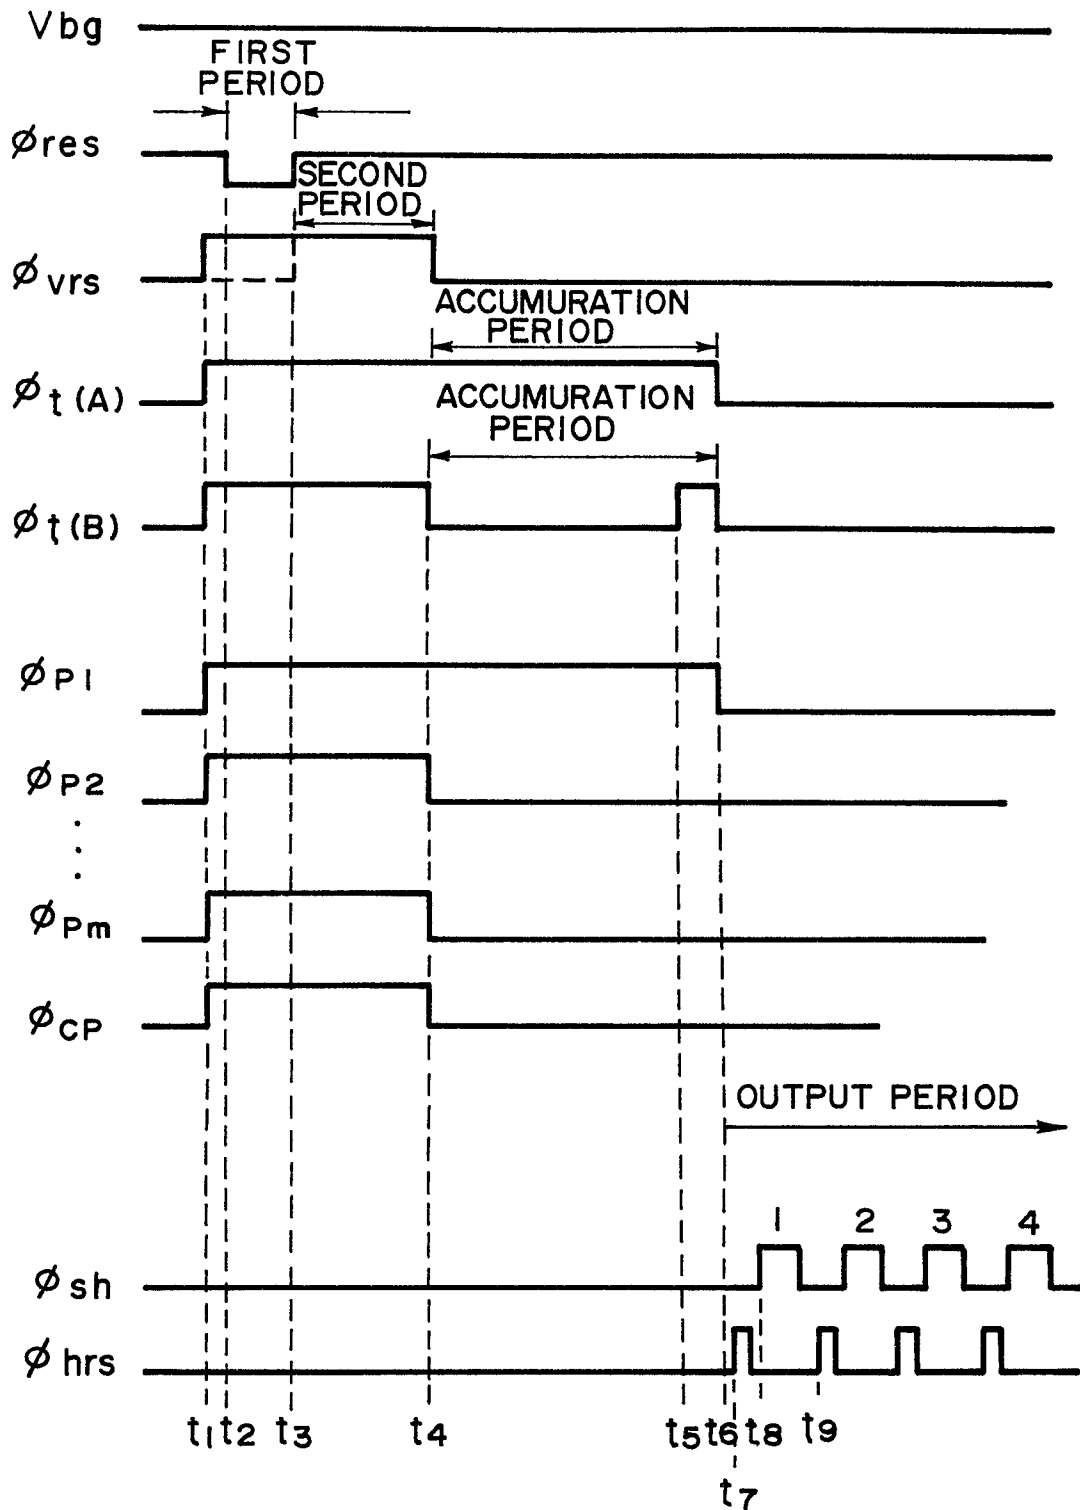 Vbg
FIRST
PERIOD
φres
SECOND
PERIOD
φvrs
ACCUMURATION
PERIOD
φt(A)
ACCUMURATION
PERIOD
φt(B)
φP1
φP2
φPm
φCP
OUTPUT PERIOD
1 2 3 4
φsh
φhrs
t1 t2 t3 t4 t5 t6 t8 t9
t7